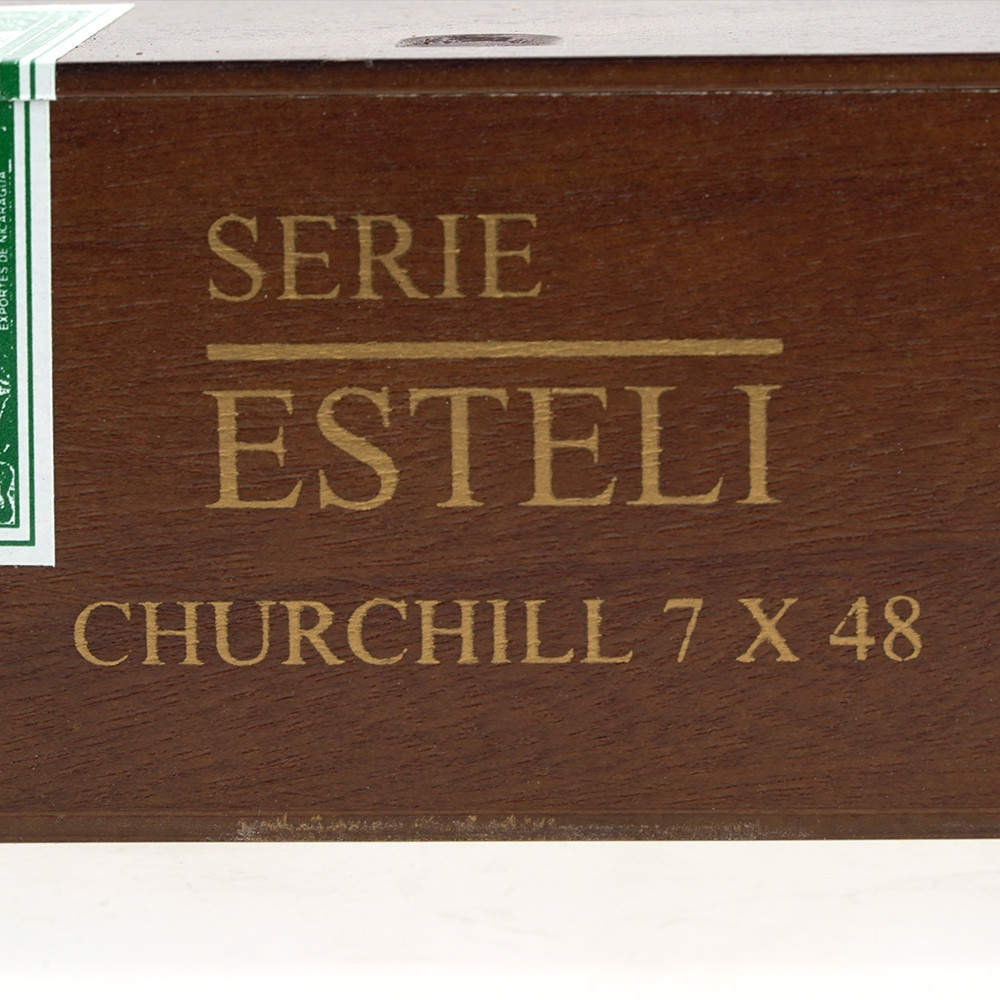 SERIE
ESTELI
CHURCHILL 7 X 48
EXPORTES DE NICARAGUA